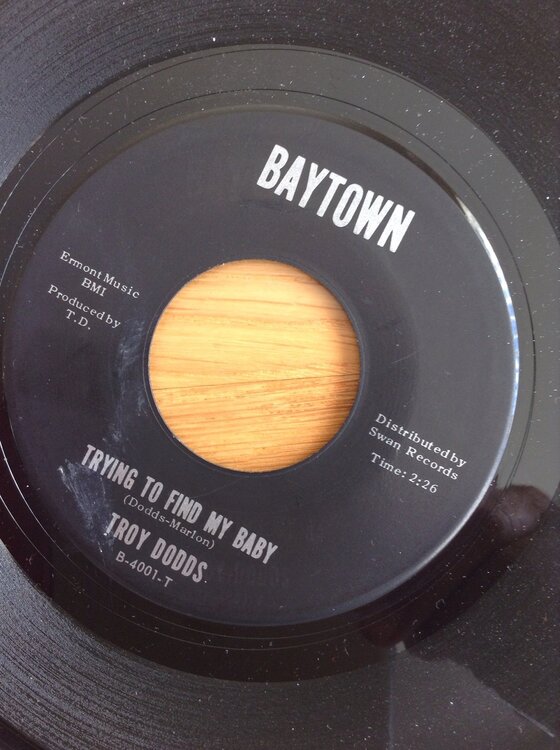 BAYTOWN
Ermont Music
BMI
Produced by
T.D.
Distributed by
Swan Records
Time: 2:26
TRYING TO FIND MY BABY
(Dodds-Marlon)
TROY DODDS
B-4001-T